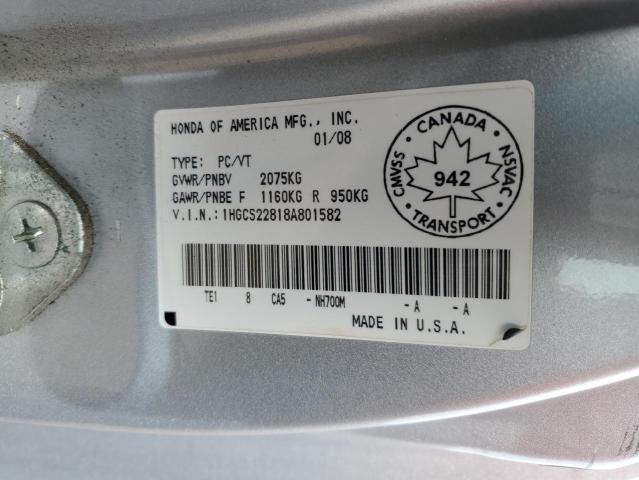 HONDA OF AMERICA MFG., INC.
01/08
TYPE: PC/VT
GVWR/PNBV 2075KG
GAWR/PNBE F 1160KG R 950KG
V.I.N.: 1HGCS22818A801582
CANADA
CMVSS
NSVAC
942
TRANSPORT
TE1 8 CA5 - NH700M - A - A
MADE IN U.S.A.